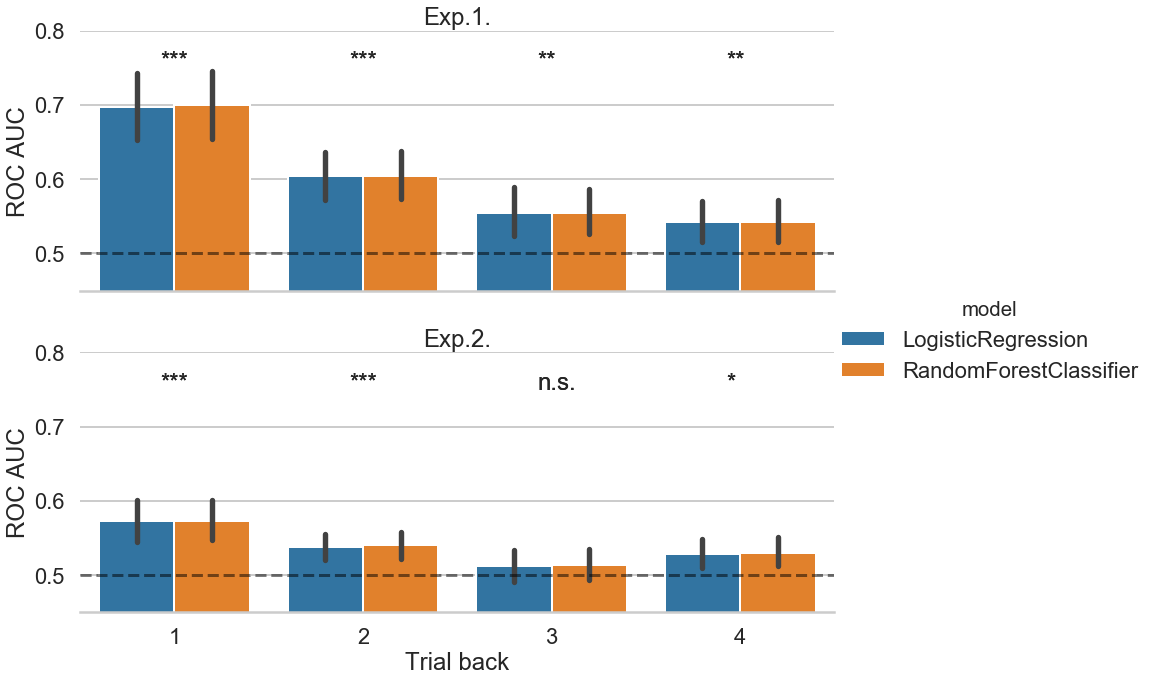 Exp.1.
0.8
*** *** ** **
0.7
0.6
0.5
ROC AUC
Exp.2.
0.8
*** *** n.s. *
0.7
0.6
0.5
ROC AUC
1 2 3 4
Trial back
model
LogisticRegression
RandomForestClassifier